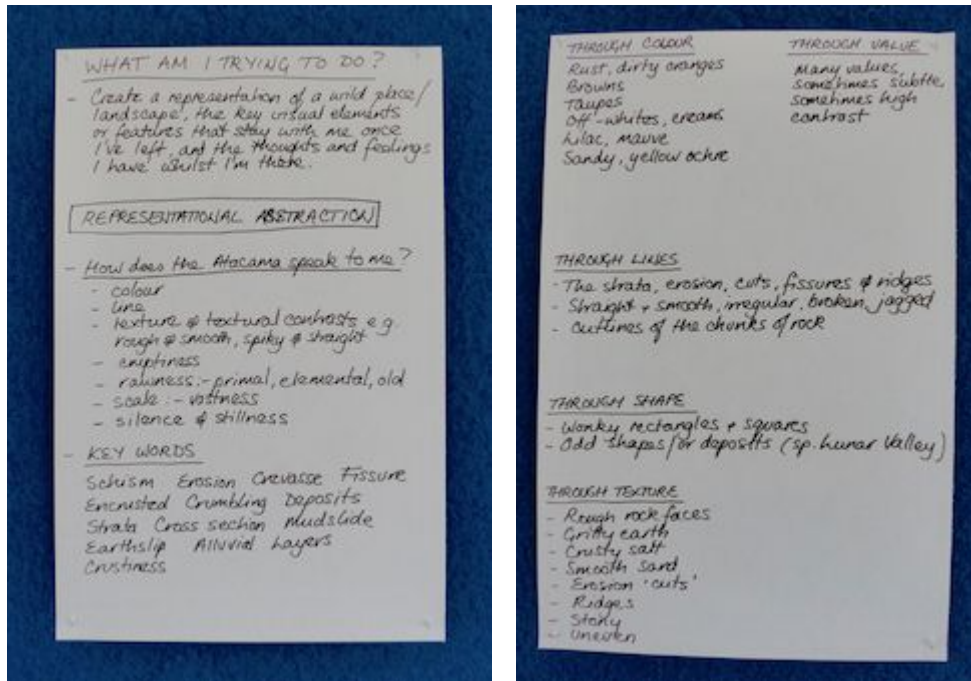 WHAT AM I TRYING TO DO?
- Create a representation of a wild place/
landscape, the key visual elements
or features that stay with me once
I've left, and the thoughts and feelings
I have whilst I'm there.
REPRESENTATIONAL ABSTRACTION
- How does the Atacama speak to me?
- colour
- line
- texture & textural contrasts e.g.
rough & smooth, spiky & straight
- emptiness
- rawness:- primal, elemental, old
- scale:- vastness
- silence & stillness
- KEY WORDS
Schism Erosion Crevasse Fissure
Encrusted Crumbling Deposits
Strata Cross section Mudslide
Earthslip Alluvial Layers
Crustiness
THROUGH COLOUR
Rust, dirty oranges
Browns
Taupes
Off-whites, creams
Lilac, mauve
Sandy, yellow ochre
THROUGH VALUE
Many values,
sometimes subtle
sometimes high
contrast
THROUGH LINES
- The strata, erosion, cuts, fissures & ridges
- Straight + smooth, irregular, broken, jagged
- Outlines of the chunks of rock
THROUGH SHAPE
- Wonky rectangles + squares
- Odd shapes/or deposits (sp. Lunar Valley)
THROUGH TEXTURE
- Rough rock faces
- Gritty earth
- Crusty salt
- Smooth sand
- Erosion 'cuts'
- Ridges
- Stony
- Uneven